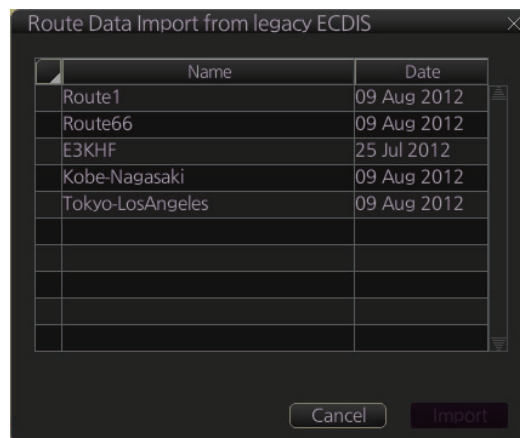 Route Data Import from legacy ECDIS
Name Date
Route1 09 Aug 2012
Route66 09 Aug 2012
E3KHF 25 Jul 2012
Kobe-Nagasaki 09 Aug 2012
Tokyo-LosAngeles 09 Aug 2012
Cancel Import